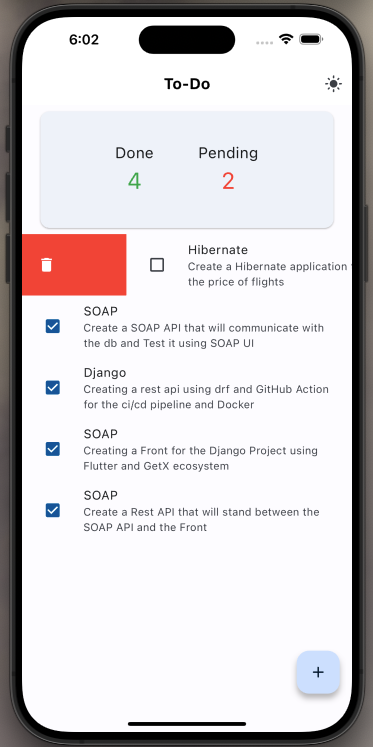 6:02
To-Do
Done
Pending
4
2
Hibernate
Create a Hibernate application
the price of flights
SOAP
Create a SOAP API that will communicate with
the db and Test it using SOAP UI
Django
Creating a rest api using drf and GitHub Action
for the ci/cd pipeline and Docker
SOAP
Creating a Front for the Django Project using
Flutter and GetX ecosystem
SOAP
Create a Rest API that will stand between the
SOAP API and the Front